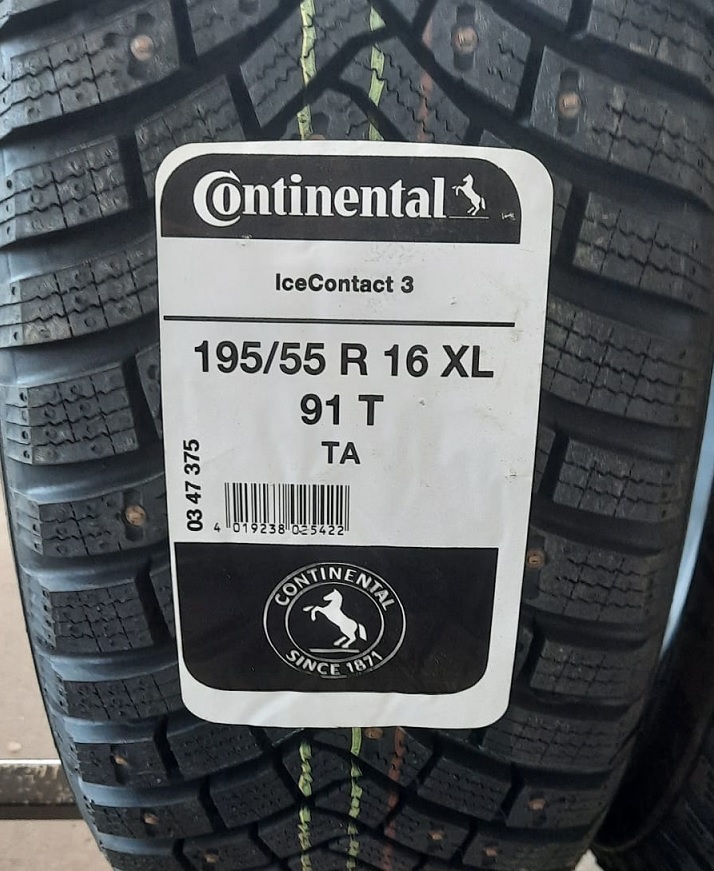 Continental
IceContact 3
195/55 R 16 XL
91 T
TA
03 47 375
4 019238 025422
CONTINENTAL
SINCE 1871